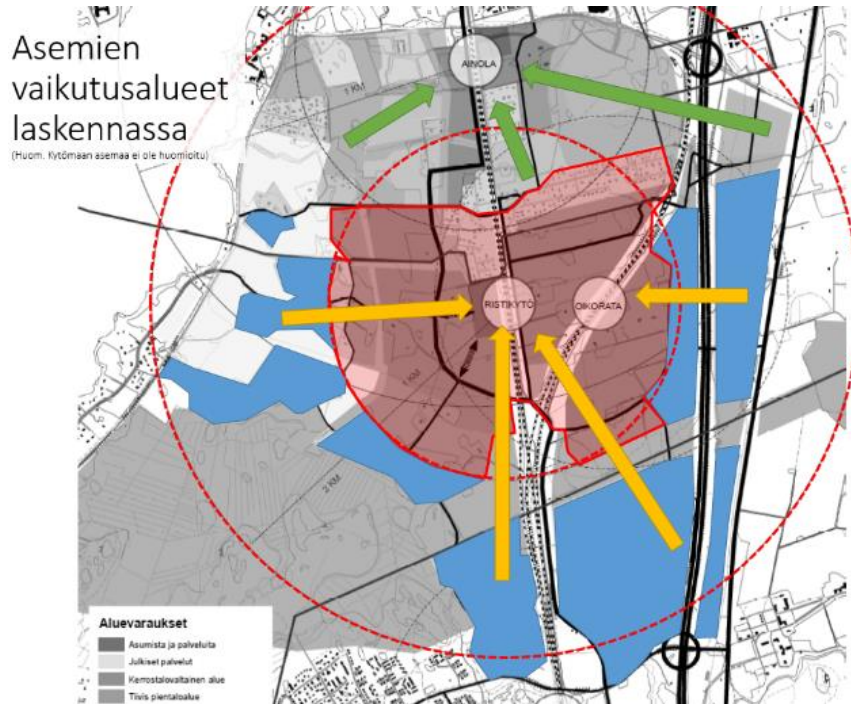 Asemien
vaikutusalueet
laskennassa
(Huom. Kytömaan asemaa ei ole huomioitu)
AINOLA
1 KM
RISTIKYTÖ
OIKORATA
1 KM
2 KM
Aluevaraukset
Asumista ja palveluita
Julkiset palvelut
Kerrostalovaltainen alue
Tiivis pientaloalue